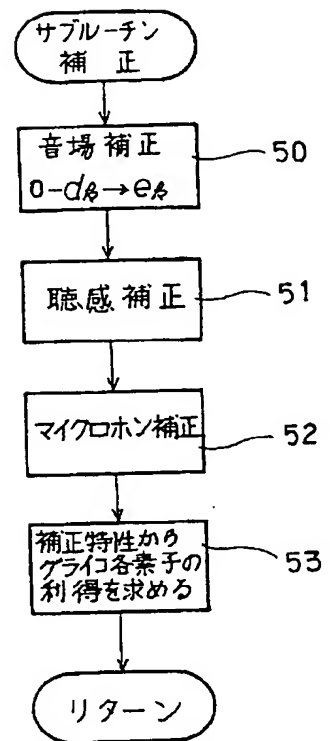 サブルーチン
補正
音場補正
0-dβ→eβ
50
聴感補正
51
マイクロホン補正
52
補正特性から
グライコ各素子の
利得を求める
53
リターン